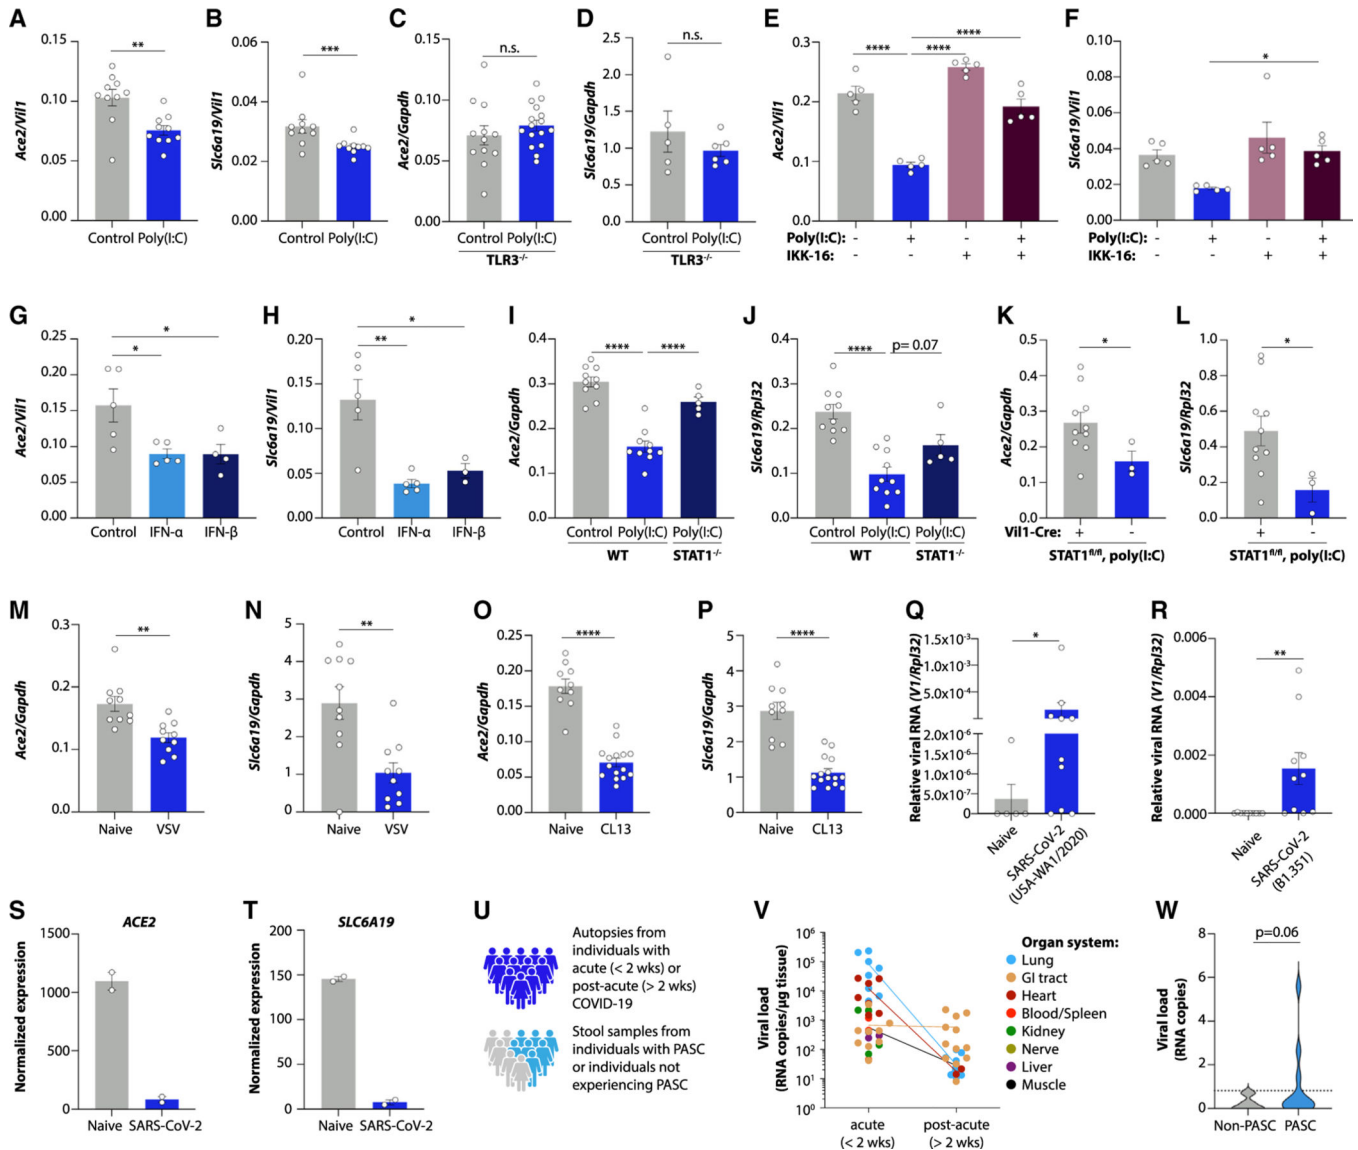 A
**
Ace2/Vil1
0.15
0.10
0.05
0.00
Control Poly(I:C)
B
***
Slc6a19/Vil1
0.06
0.04
0.02
0.00
Control Poly(I:C)
C
n.s.
Ace2/Gapdh
0.15
0.10
0.05
0.00
Control Poly(I:C)
TLR3-/-
D
n.s.
Slc6a19/Gapdh
2.5
2.0
1.5
1.0
0.5
0.0
Control Poly(I:C)
TLR3-/-
E
****
**** ****
Ace2/Vil1
0.3
0.2
0.1
0.0
Poly(I:C): - + - +
IKK-16: - - + +
F
*
Slc6a19/Vil1
0.10
0.08
0.06
0.04
0.02
0.00
Poly(I:C): - + - +
IKK-16: - - + +
G
*
*
Ace2/Vil1
0.25
0.20
0.15
0.10
0.05
0.00
Control IFN-α IFN-β
H
*
**
Slc6a19/Vil1
0.20
0.15
0.10
0.05
0.00
Control IFN-α IFN-β
I
**** ****
Ace2/Gapdh
0.4
0.3
0.2
0.1
0.0
Control Poly(I:C) Poly(I:C)
WT STAT1-/-
J
**** p= 0.07
Slc6a19/Rpl32
0.4
0.3
0.2
0.1
0.0
Control Poly(I:C) Poly(I:C)
WT STAT1-/-
K
*
Ace2/Gapdh
0.5
0.4
0.3
0.2
0.1
0.0
Vil1-Cre: + -
STAT1fl/fl, poly(I:C)
L
*
Slc6a19/Rpl32
1.0
0.8
0.6
0.4
0.2
0.0
+ -
STAT1fl/fl, poly(I:C)
M
**
Ace2/Gapdh
0.3
0.2
0.1
0.0
Naive VSV
N
**
Slc6a19/Gapdh
5
4
3
2
1
0
Naive VSV
O
****
Ace2/Gapdh
0.25
0.20
0.15
0.10
0.05
0.00
Naive CL13
P
****
Slc6a19/Gapdh
5
4
3
2
1
0
Naive CL13
Q
*
Relative viral RNA (V1/Rpl32)
1.5x10-3
1.0x10-3
5.0x10-4
2.0x10-6
1.5x10-6
1.0x10-6
5.0x10-7
0.000
Naive
SARS-CoV-2
(USA-WA1/2020)
R
**
Relative viral RNA (V1/Rpl32)
0.006
0.004
0.002
0.000
Naive
SARS-CoV-2
(B1.351)
S
ACE2
Normalized expression
1500
1000
500
0
Naive SARS-CoV-2
T
SLC6A19
Normalized expression
200
150
100
50
0
Naive SARS-CoV-2
U
Autopsies from
individuals with
acute (< 2 wks) or
post-acute (> 2 wks)
COVID-19
Stool samples from
individuals with PASC
or individuals not
experiencing PASC
V
Viral load
(RNA copies/µg tissue)
106
105
104
103
102
101
100
acute
(< 2 wks)
post-acute
(> 2 wks)
Organ system:
Lung
GI tract
Heart
Blood/Spleen
Kidney
Nerve
Liver
Muscle
W
p=0.06
Viral load
(RNA copies)
8
6
4
2
0
Non-PASC PASC